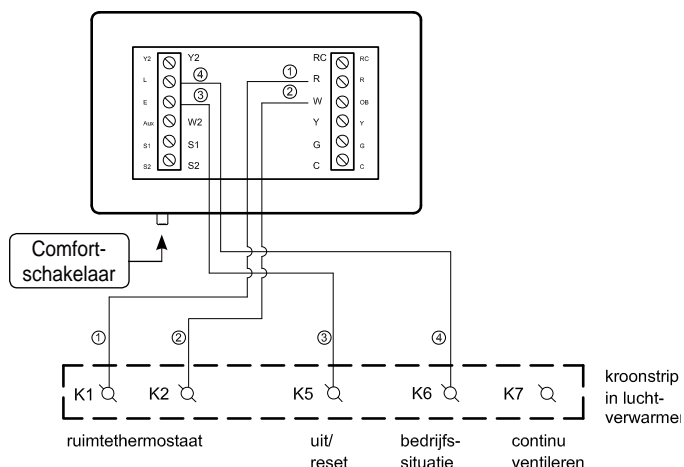 Y2 Y2 RC RC
L ④ ① R R
E ③ ② W OB
Aux W2 Y Y
S1 S1 G G
S2 S2 C C
Comfort-
schakelaar
① ② ③ ④
K1 K2 K5 K6 K7
kroonstrip
in lucht-
verwarmer
ruimtethermostaat uit/ bedrijfs- continu
reset situatie ventileren